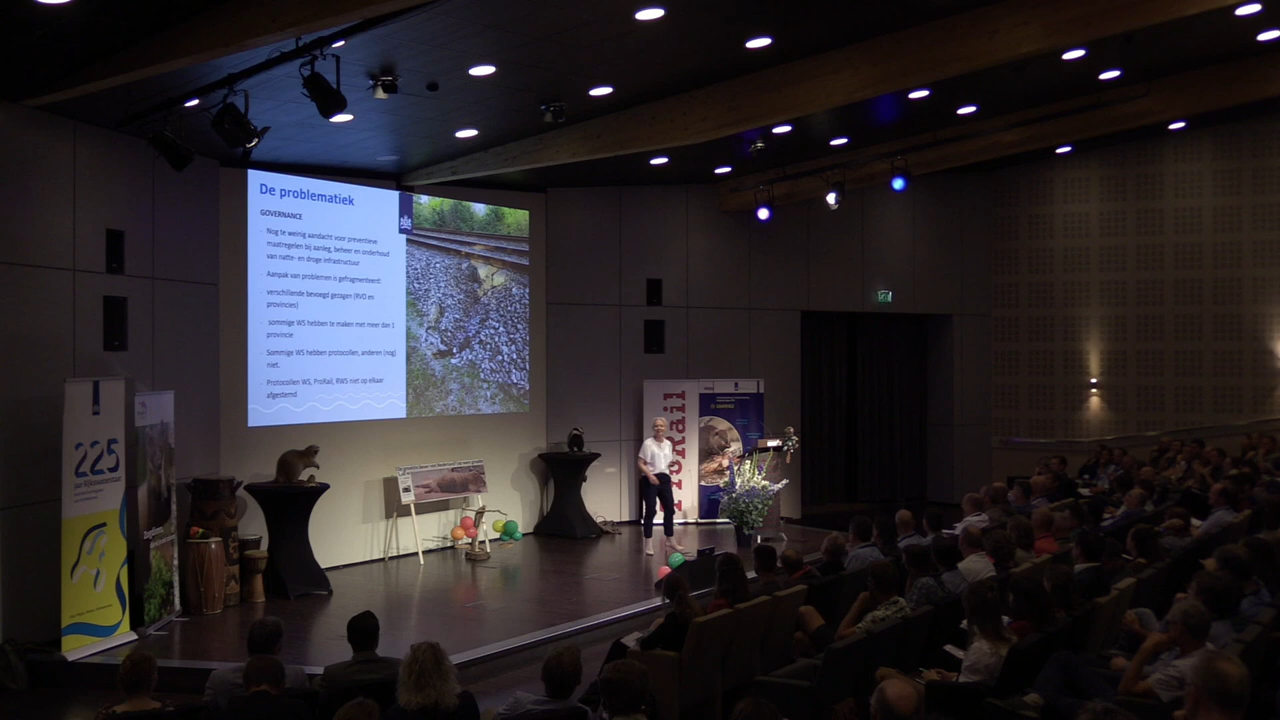 De problematiek
GOVERNANCE
Nog te weinig aandacht voor preventieve
maatregelen bij aanleg, beheer en onderhoud
van natte- en droge infrastructuur
Aanpak van problemen is gefragmenteerd:
verschillende bevoegd gezagen (RVO en
provincies)
sommige WS hebben te maken met meer dan 1
provincie
Sommige WS hebben protocollen, anderen (nog)
niet.
Protocollen WS, ProRail, RWS niet op elkaar
afgestemd
225
jaar Rijkswaterstaat
ProRail